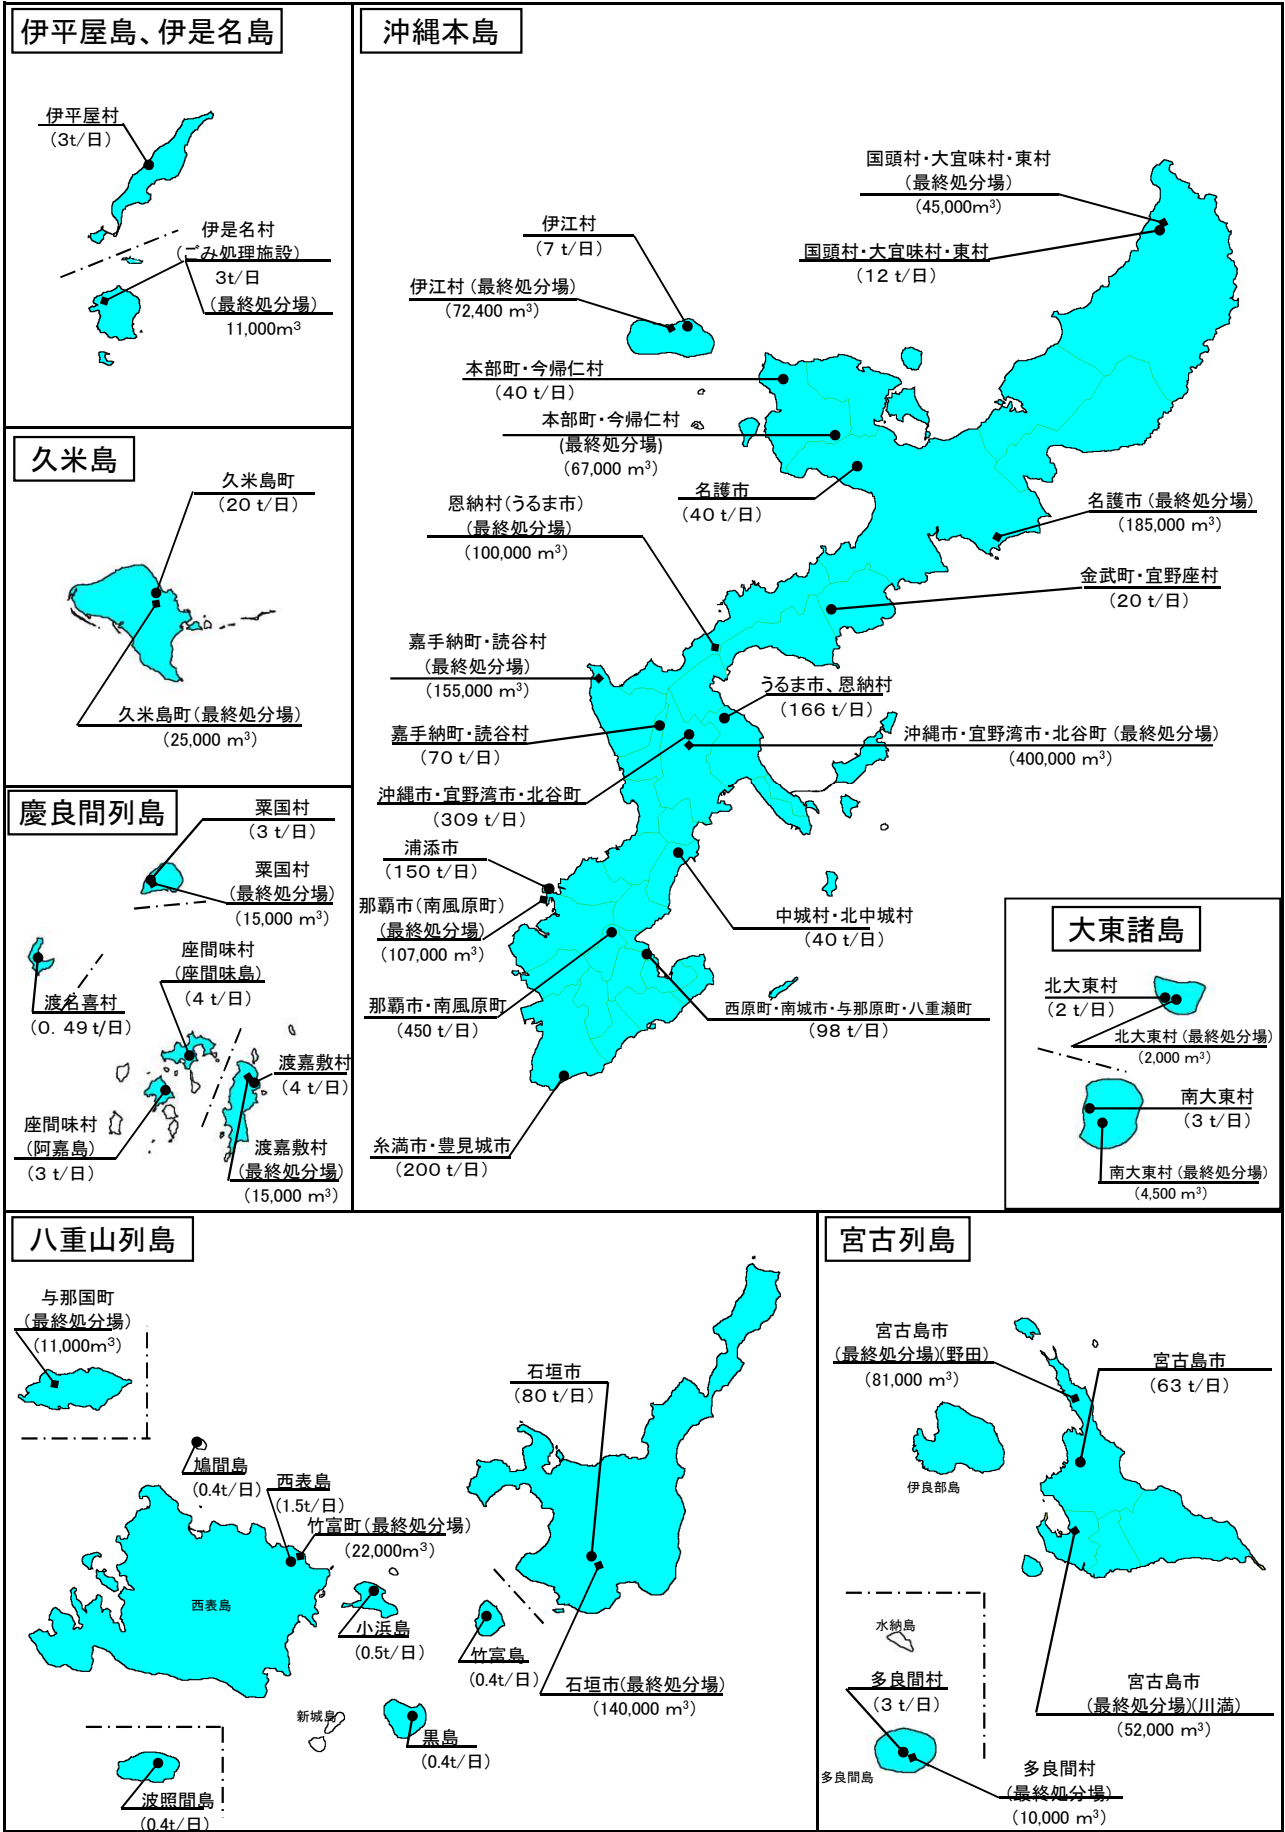 伊平屋島、伊是名島
伊平屋村
(3t/日)
伊是名村
(ごみ処理施設)
3t/日
(最終処分場)
11,000m³
久米島
久米島町
(20 t/日)
久米島町(最終処分場)
(25,000 m³)
慶良間列島
粟国村
(3 t/日)
粟国村
(最終処分場)
(15,000 m³)
渡名喜村
(0. 49 t/日)
座間味村
(座間味島)
(4 t/日)
渡嘉敷村
(4 t/日)
座間味村
(阿嘉島)
(3 t/日)
渡嘉敷村
(最終処分場)
(15,000 m³)
沖縄本島
国頭村・大宜味村・東村
(最終処分場)
(45,000m³)
国頭村・大宜味村・東村
(12 t/日)
伊江村
(7 t/日)
伊江村(最終処分場)
(72,400 m³)
本部町・今帰仁村
(40 t/日)
本部町・今帰仁村
(最終処分場)
(67,000 m³)
名護市
(40 t/日)
名護市(最終処分場)
(185,000 m³)
恩納村(うるま市)
(最終処分場)
(100,000 m³)
金武町・宜野座村
(20 t/日)
嘉手納町・読谷村
(最終処分場)
(155,000 m³)
うるま市、恩納村
(166 t/日)
嘉手納町・読谷村
(70 t/日)
沖縄市・宜野湾市・北谷町(最終処分場)
(400,000 m³)
沖縄市・宜野湾市・北谷町
(309 t/日)
浦添市
(150 t/日)
那覇市(南風原町)
(最終処分場)
(107,000 m³)
中城村・北中城村
(40 t/日)
那覇市・南風原町
(450 t/日)
西原町・南城市・与那原町・八重瀬町
(98 t/日)
糸満市・豊見城市
(200 t/日)
大東諸島
北大東村
(2 t/日)
北大東村(最終処分場)
(2,000 m³)
南大東村
(3 t/日)
南大東村(最終処分場)
(4,500 m³)
八重山列島
与那国町
(最終処分場)
(11,000m³)
鳩間島
(0.4t/日)
西表島
(1.5t/日)
竹富町(最終処分場)
(22,000m³)
西表島
小浜島
(0.5t/日)
石垣市
(80 t/日)
竹富島
(0.4t/日)
石垣市(最終処分場)
(140,000 m³)
新城島
黒島
(0.4t/日)
波照間島
(0.4t/日)
宮古列島
宮古島市
(最終処分場)(野田)
(81,000 m³)
宮古島市
(63 t/日)
伊良部島
水納島
多良間村
(3 t/日)
多良間島
宮古島市
(最終処分場)(川満)
(52,000 m³)
多良間村
(最終処分場)
(10,000 m³)